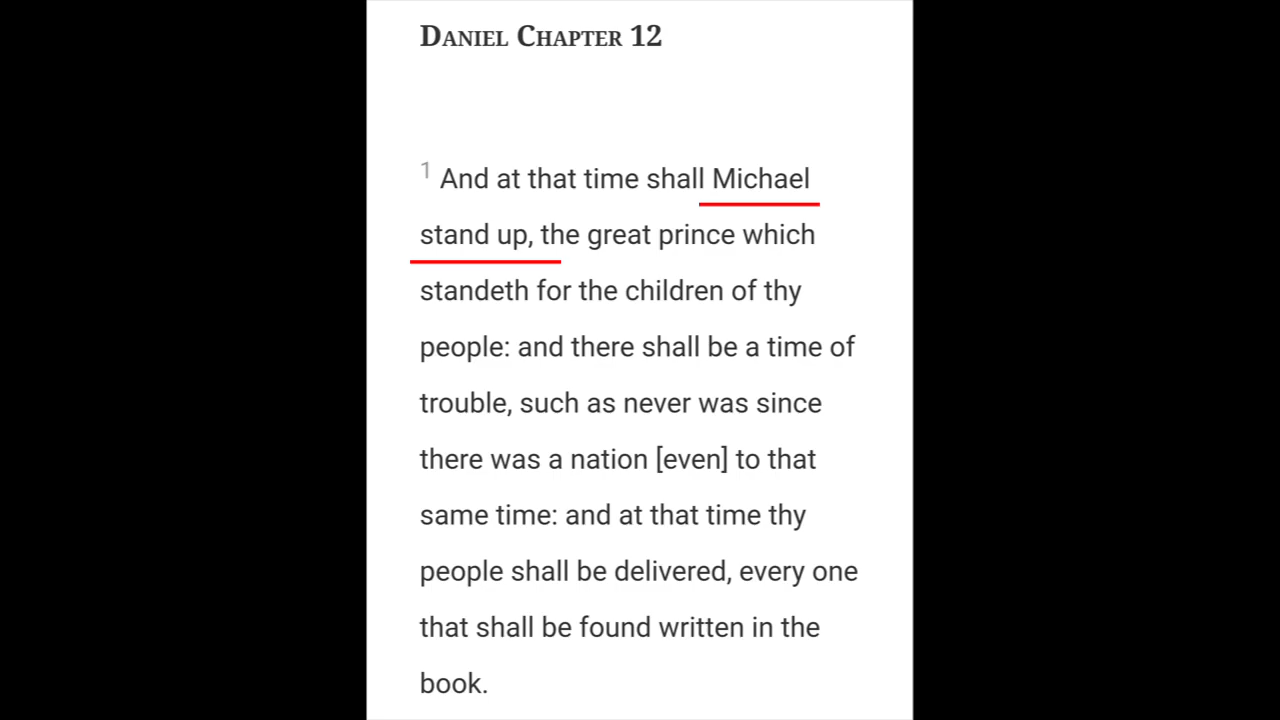 Daniel Chapter 12
1 And at that time shall Michael
stand up, the great prince which
standeth for the children of thy
people: and there shall be a time of
trouble, such as never was since
there was a nation [even] to that
same time: and at that time thy
people shall be delivered, every one
that shall be found written in the
book.